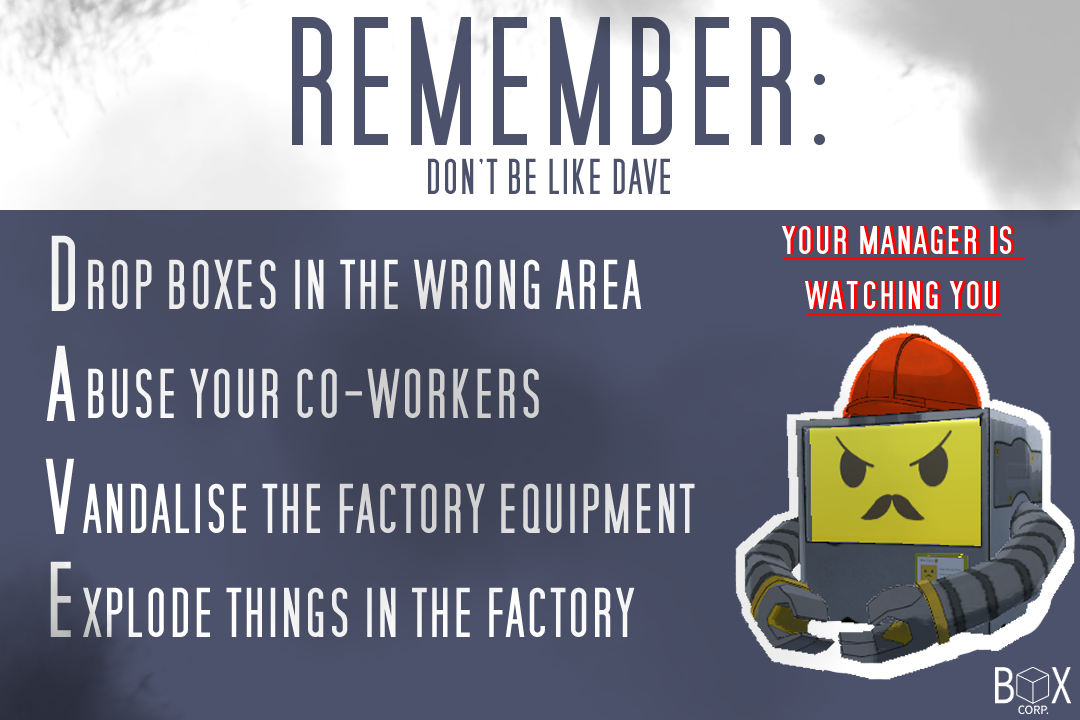 REMEMBER:
DON'T BE LIKE DAVE
DROP BOXES IN THE WRONG AREA
ABUSE YOUR CO-WORKERS
VANDALISE THE FACTORY EQUIPMENT
EXPLODE THINGS IN THE FACTORY
YOUR MANAGER IS
WATCHING YOU
BOX
CORP.